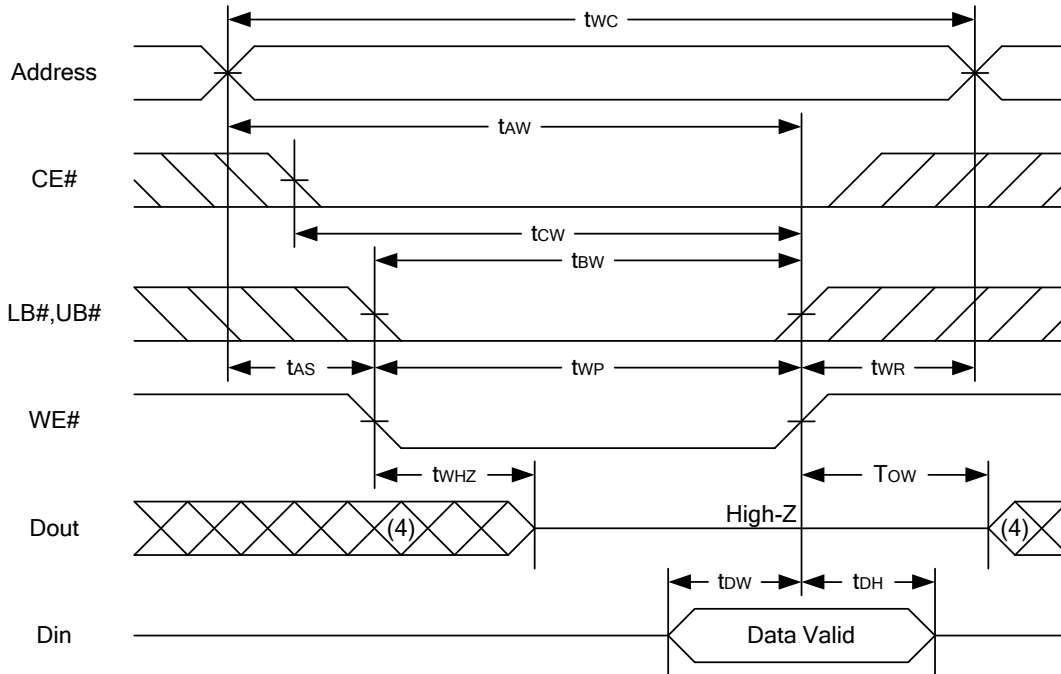 tWC
Address
tAW
CE#
tCW
tBW
LB#,UB#
tAS
tWP
tWR
WE#
tWHZ
TOW
Dout
(4)
High-Z
(4)
tDW
tDH
Din
Data Valid